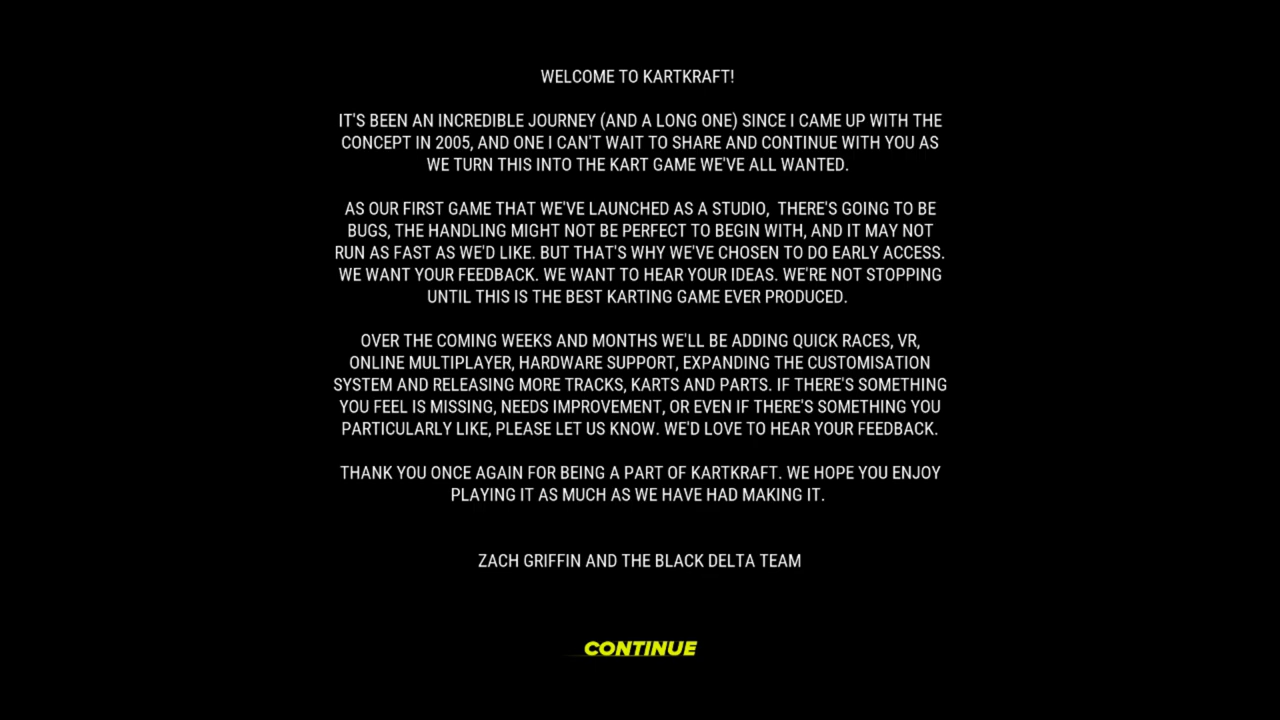 WELCOME TO KARTKRAFT!
IT'S BEEN AN INCREDIBLE JOURNEY (AND A LONG ONE) SINCE I CAME UP WITH THE
CONCEPT IN 2005, AND ONE I CAN'T WAIT TO SHARE AND CONTINUE WITH YOU AS
WE TURN THIS INTO THE KART GAME WE'VE ALL WANTED.
AS OUR FIRST GAME THAT WE'VE LAUNCHED AS A STUDIO,  THERE'S GOING TO BE
BUGS, THE HANDLING MIGHT NOT BE PERFECT TO BEGIN WITH, AND IT MAY NOT
RUN AS FAST AS WE'D LIKE. BUT THAT'S WHY WE'VE CHOSEN TO DO EARLY ACCESS.
WE WANT YOUR FEEDBACK. WE WANT TO HEAR YOUR IDEAS. WE'RE NOT STOPPING
UNTIL THIS IS THE BEST KARTING GAME EVER PRODUCED.
OVER THE COMING WEEKS AND MONTHS WE'LL BE ADDING QUICK RACES, VR,
ONLINE MULTIPLAYER, HARDWARE SUPPORT, EXPANDING THE CUSTOMISATION
SYSTEM AND RELEASING MORE TRACKS, KARTS AND PARTS. IF THERE'S SOMETHING
YOU FEEL IS MISSING, NEEDS IMPROVEMENT, OR EVEN IF THERE'S SOMETHING YOU
PARTICULARLY LIKE, PLEASE LET US KNOW. WE'D LOVE TO HEAR YOUR FEEDBACK.
THANK YOU ONCE AGAIN FOR BEING A PART OF KARTKRAFT. WE HOPE YOU ENJOY
PLAYING IT AS MUCH AS WE HAVE HAD MAKING IT.
ZACH GRIFFIN AND THE BLACK DELTA TEAM
CONTINUE